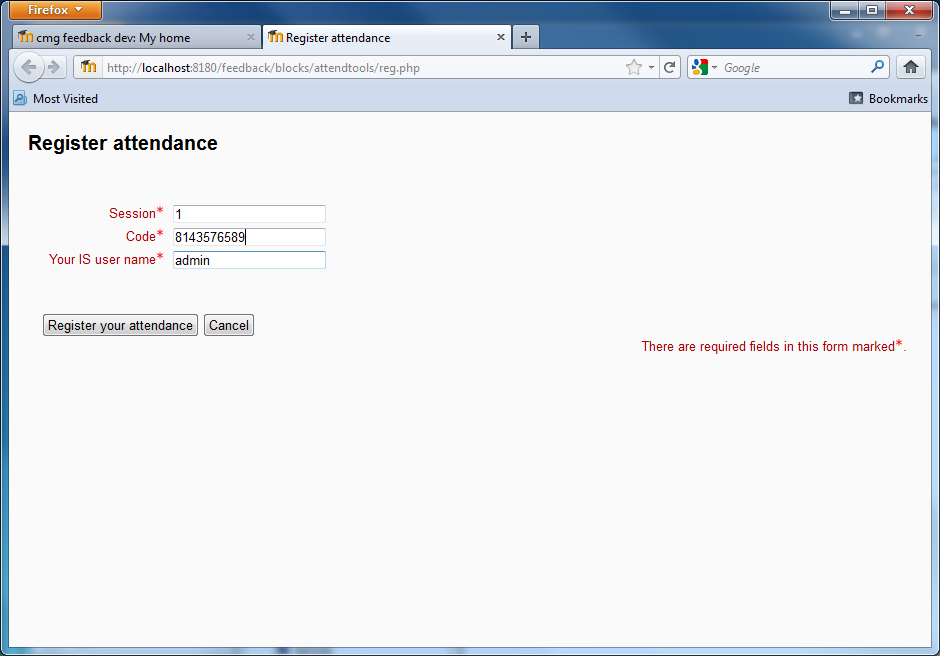 Firefox
cmg feedback dev: My home
Register attendance
http://localhost:8180/feedback/blocks/attendtools/reg.php
Google
Most Visited
Bookmarks
Register attendance
Session* 1
Code* 8143576589
Your IS user name* admin
Register your attendance Cancel
There are required fields in this form marked*.